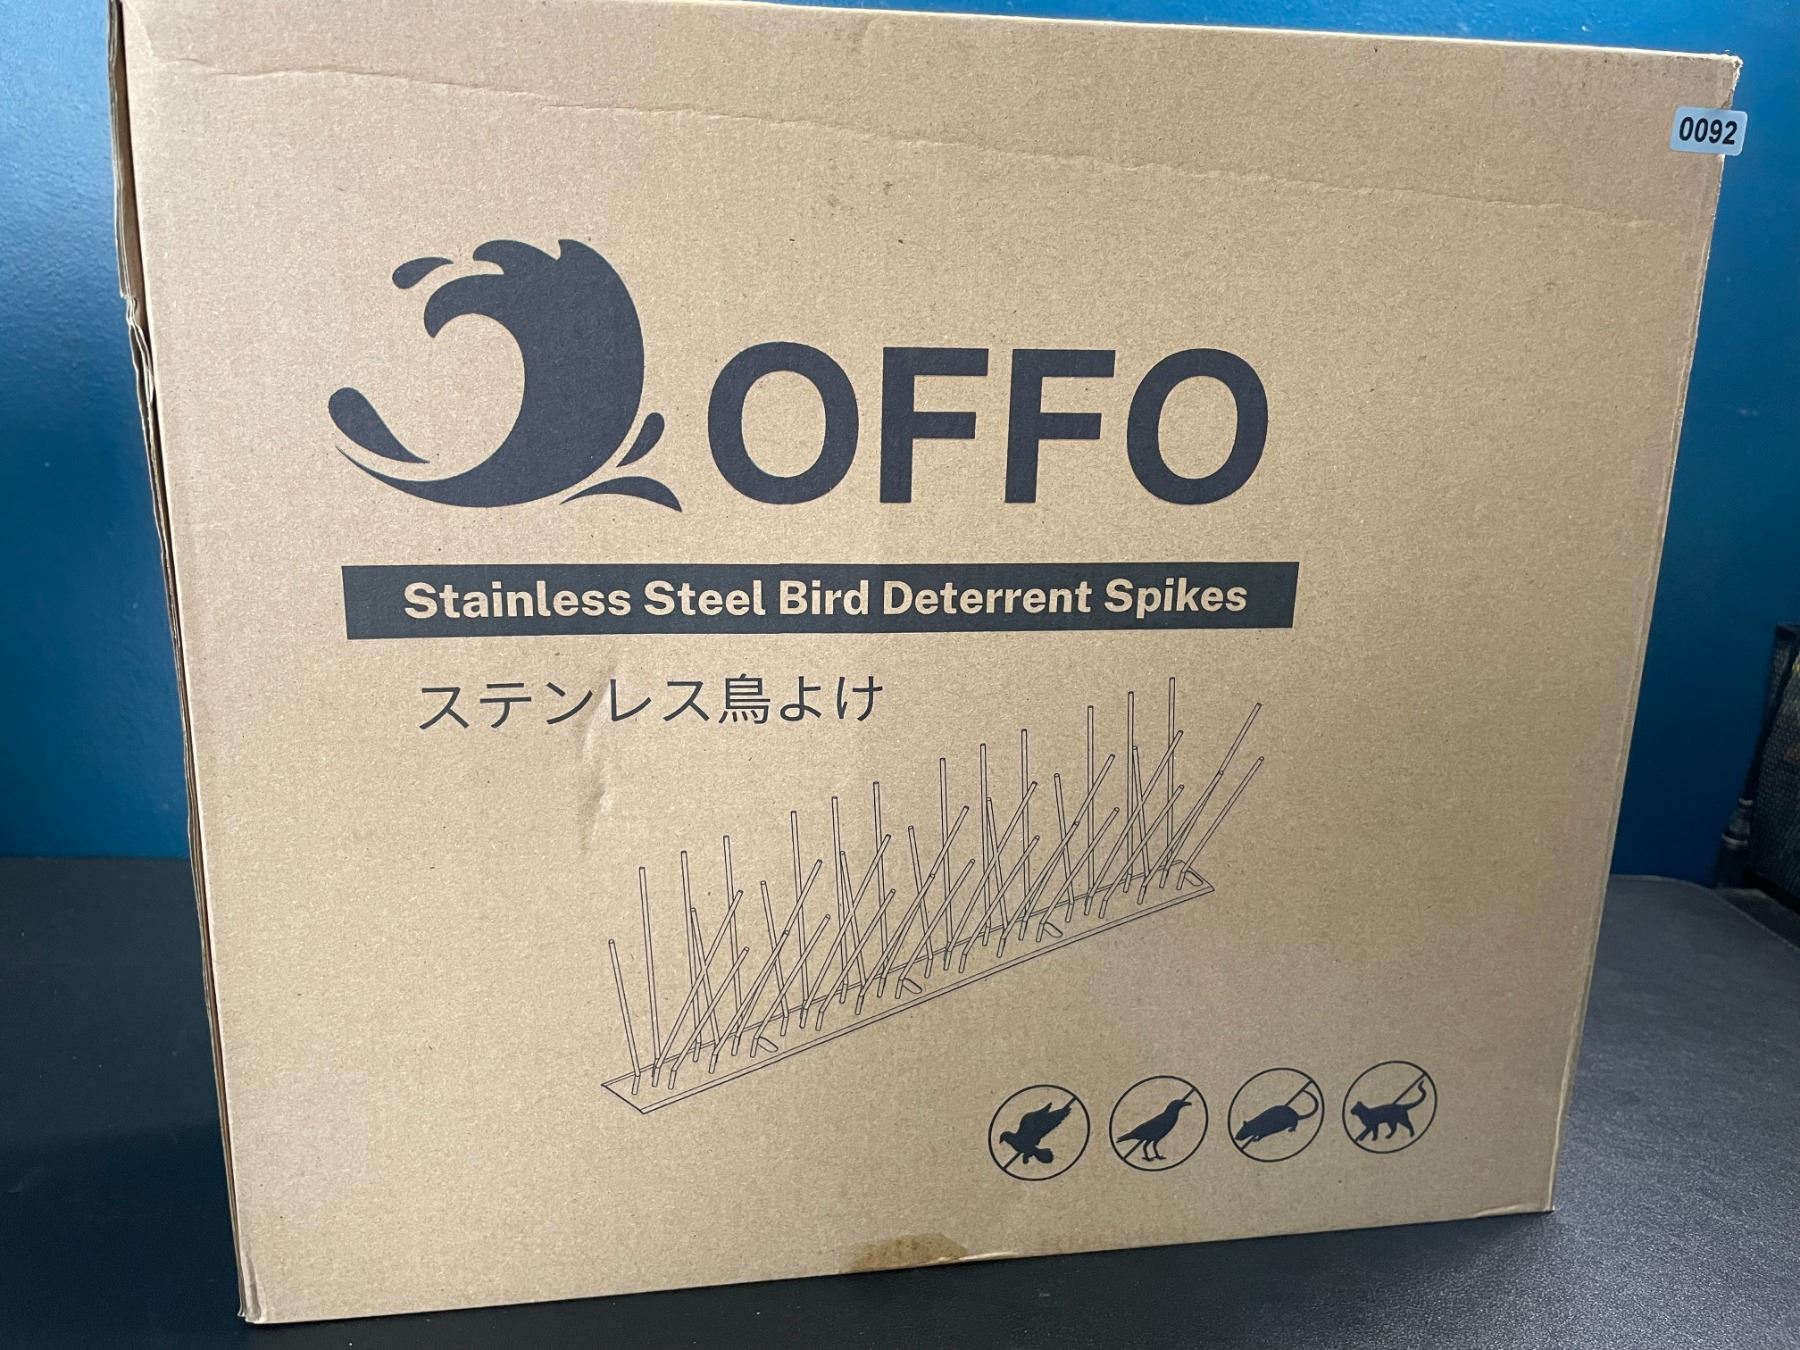 0092
OFFO
Stainless Steel Bird Deterrent Spikes
ステンレス鳥よけ